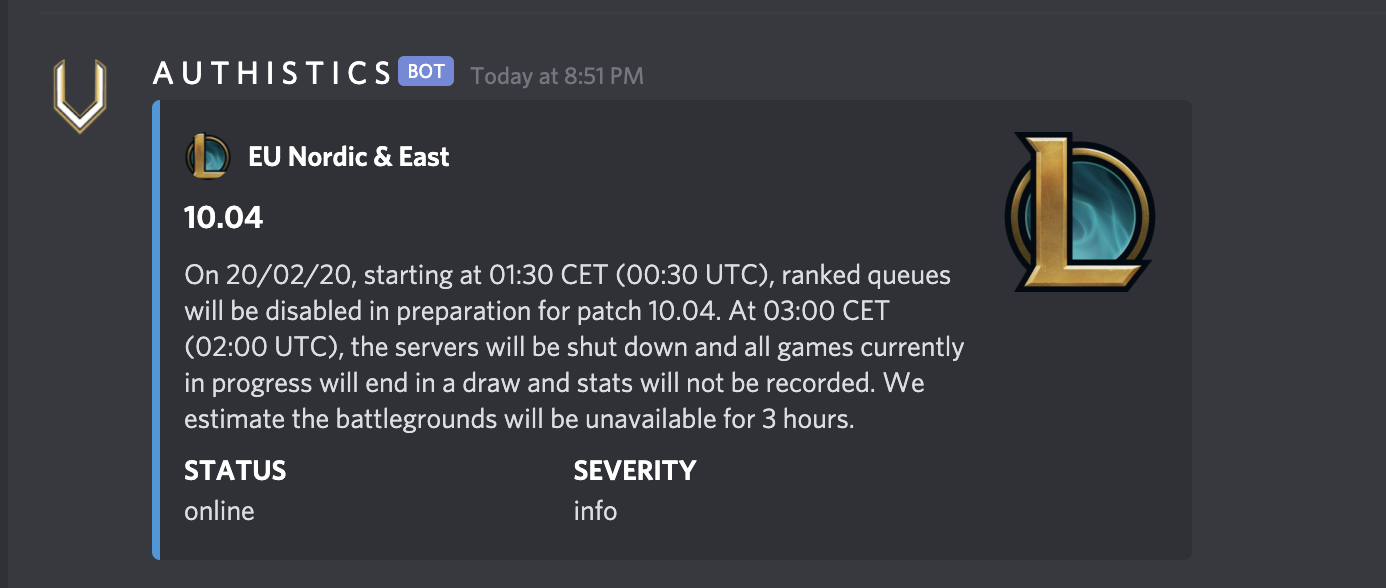 AUTHISTICS BOT Today at 8:51 PM
EU Nordic & East
10.04
On 20/02/20, starting at 01:30 CET (00:30 UTC), ranked queues
will be disabled in preparation for patch 10.04. At 03:00 CET
(02:00 UTC), the servers will be shut down and all games currently
in progress will end in a draw and stats will not be recorded. We
estimate the battlegrounds will be unavailable for 3 hours.
STATUS SEVERITY
online info